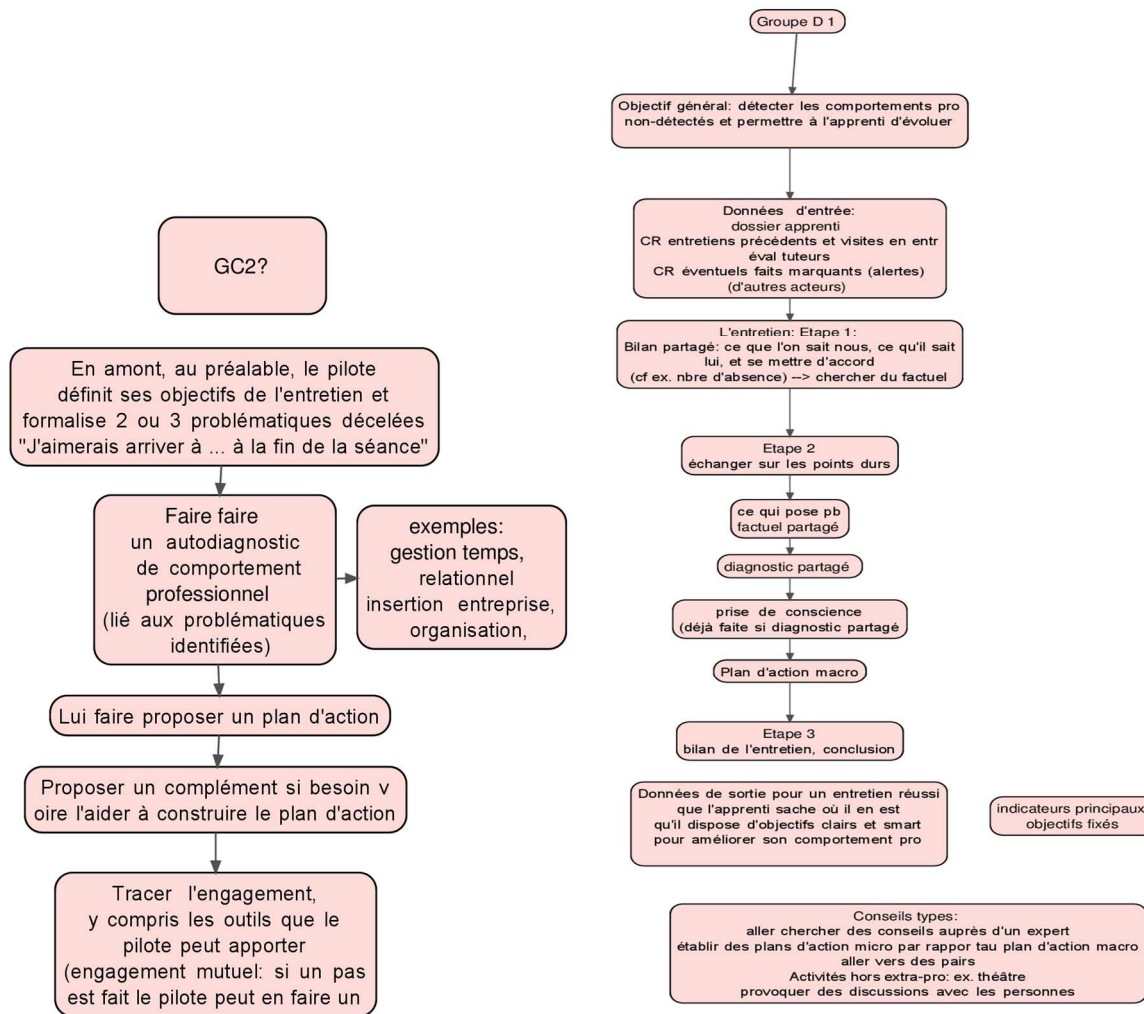 GC2?
En amont, au préalable, le pilote
définit ses objectifs de l'entretien et
formalise 2 ou 3 problématiques décelées
"J'aimerais arriver à ... à la fin de la séance"
Faire faire
un autodiagnostic
de comportement
professionnel
(lié aux problématiques
identifiées)
exemples:
gestion temps,
relationnel
insertion entreprise,
organisation,
Lui faire proposer un plan d'action
Proposer un complément si besoin v
oire l'aider à construire le plan d'action
Tracer l'engagement,
y compris les outils que le
pilote peut apporter
(engagement mutuel: si un pas
est fait le pilote peut en faire un
Groupe D 1
Objectif général: détecter les comportements pro
non-détectés et permettre à l'apprenti d'évoluer
Données d'entrée:
dossier apprenti
CR entretiens précédents et visites en entr
éval tuteurs
CR éventuels faits marquants (alertes)
(d'autres acteurs)
L'entretien: Etape 1:
Bilan partagé: ce que l'on sait nous, ce qu'il sait
lui, et se mettre d'accord
(cf ex. nbre d'absence) --> chercher du factuel
Etape 2
échanger sur les points durs
ce qui pose pb
factuel partagé
diagnostic partagé
prise de conscience
(déjà faite si diagnostic partagé
Plan d'action macro
Etape 3
bilan de l'entretien, conclusion
Données de sortie pour un entretien réussi
que l'apprenti sache où il en est
qu'il dispose d'objectifs clairs et smart
pour améliorer son comportement pro
indicateurs principaux
objectifs fixés
Conseils types:
aller chercher des conseils auprès d'un expert
établir des plans d'action micro par rappor tau plan d'action macro
aller vers des pairs
Activités hors extra-pro: ex. théâtre
provoquer des discussions avec les personnes